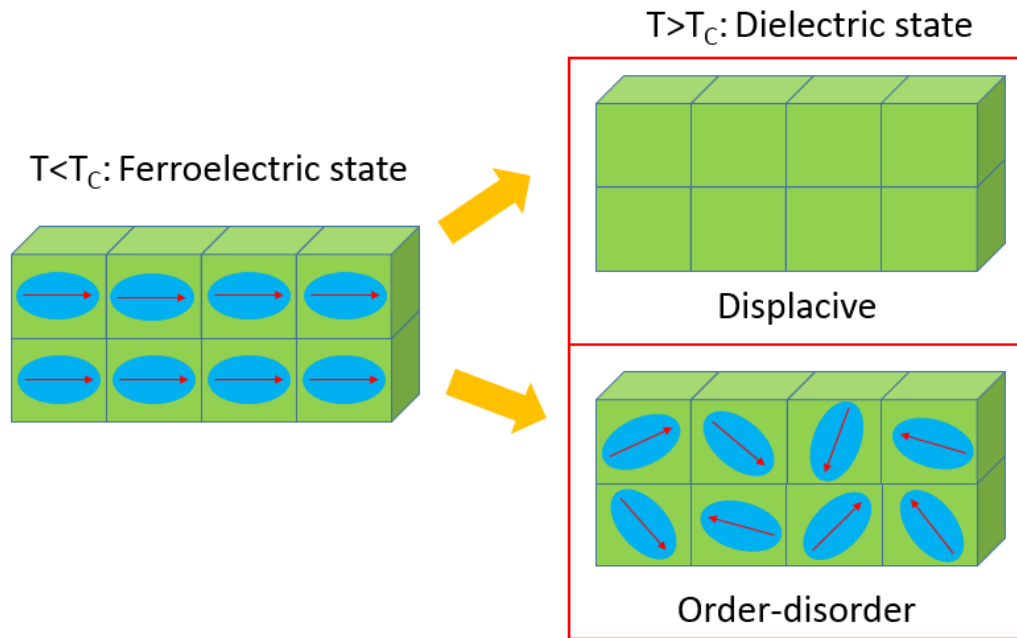 T>TC: Dielectric state
T<TC: Ferroelectric state
Displacive
Order-disorder